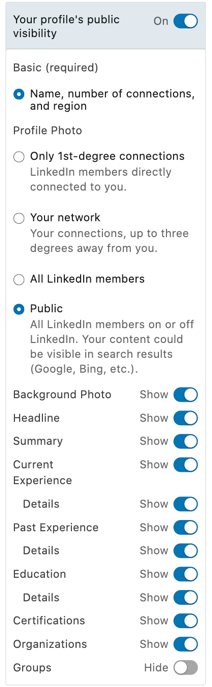 Your profile's public On
visibility
Basic (required)
Name, number of connections,
and region
Profile Photo
Only 1st-degree connections
LinkedIn members directly
connected to you.
Your network
Your connections, up to three
degrees away from you.
All LinkedIn members
Public
All LinkedIn members on or off
LinkedIn. Your content could
be visible in search results
(Google, Bing, etc.).
Background Photo Show
Headline Show
Summary Show
Current Show
Experience
Details Show
Past Experience Show
Details Show
Education Show
Details Show
Certifications Show
Organizations Show
Groups Hide